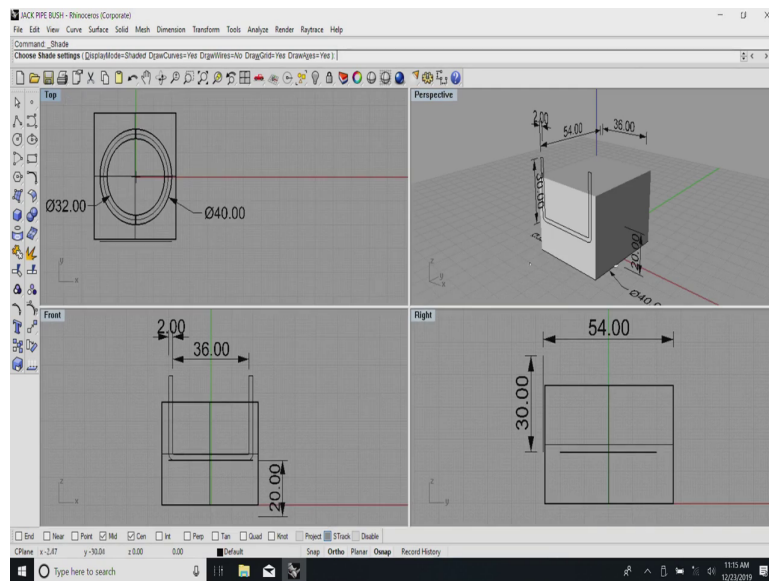 JACK PIPE BUSH - Rhinoceros (Corporate)
File Edit View Curve Surface Solid Mesh Dimension Transform Tools Analyze Render Raytrace Help
Command: _Shade
Choose Shade settings ( DisplayMode=Shaded DrawCurves=Yes DrawWires=No DrawGrid=Yes DrawAxes=Yes ):
Top
Ø32.00
Ø40.00
y
x
Perspective
2.00
54.00
36.00
30.00
20.00
Ø40.0
z
y
x
Front
2.00
36.00
20.00
z
x
Right
54.00
30.00
z
y
End Near Point Mid Cen Int Perp Tan Quad Knot Project STrack Disable
CPlane x -2.47 y -30.04 z 0.00 0.00 Default Snap Ortho Planar Osnap Record History
Type here to search
11:15 AM
12/23/2019